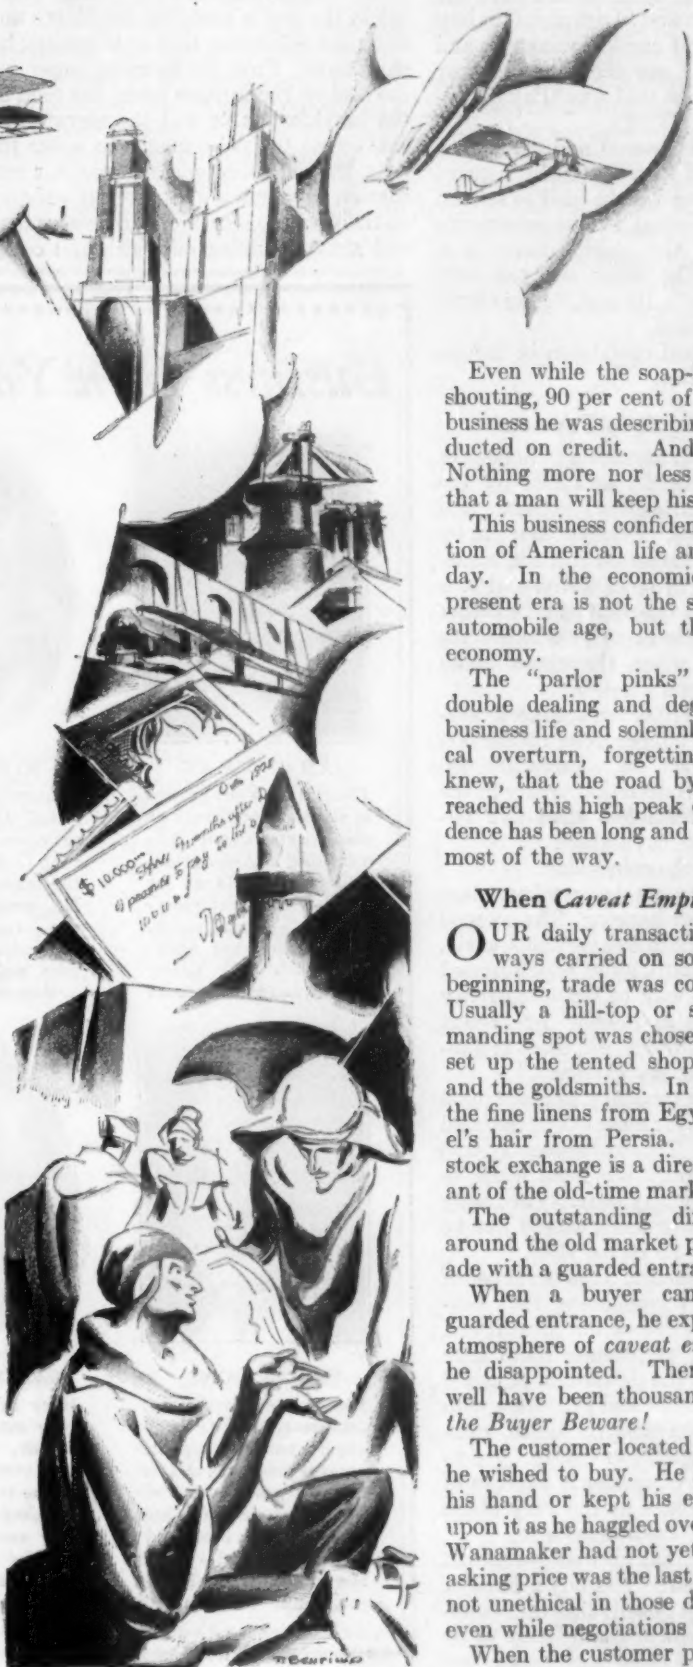 Even while the soap-
shouting, 90 per cent of
business he was describin
ducted on credit. And
Nothing more nor less
that a man will keep his
This business confiden
tion of American life an
day. In the economic
present era is not the s
automobile age, but th
economy.
The “parlor pinks”
double dealing and deg
business life and solemnl
cal overturn, forgettin
knew, that the road by
reached this high peak
dence has been long and
most of the way.
When Caveat Empt
OUR daily transacti
ways carried on so
beginning, trade was co
Usually a hill-top or s
manding spot was chose
set up the tented shop
and the goldsmiths. In
the fine linens from Egy
el's hair from Persia.
stock exchange is a dire
ant of the old-time mark
The outstanding di
around the old market p
ade with a guarded entra
When a buyer can
guarded entrance, he exp
atmosphere of caveat e
he disappointed. Ther
well have been thousan
the Buyer Beware!
The customer located
he wished to buy. He
his hand or kept his e
upon it as he haggled ove
Wanamaker had not yet
asking price was the last
not unethical in those d
even while negotiations
When the customer p
$10,000
months after
promise to pay to the